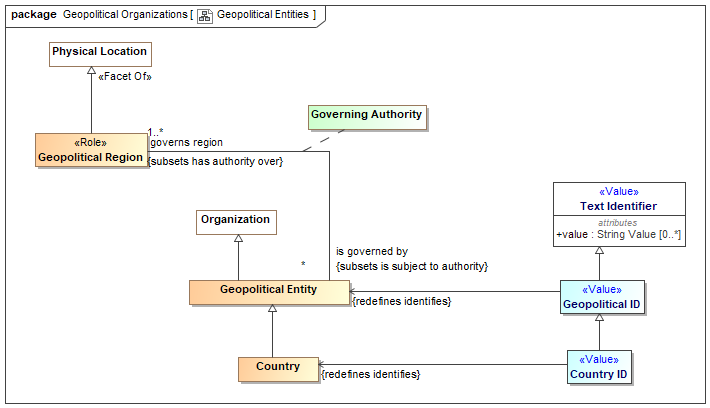 package Geopolitical Organizations [ Geopolitical Entities ]
Physical Location
«Facet Of»
Governing Authority
1..*
«Role»
Geopolitical Region
governs region
{subsets has authority over}
«Value»
Text Identifier
attributes
+value : String Value [0..*]
Organization
is governed by
*
{subsets is subject to authority}
Geopolitical Entity
{redefines identifies}
«Value»
Geopolitical ID
Country
{redefines identifies}
«Value»
Country ID